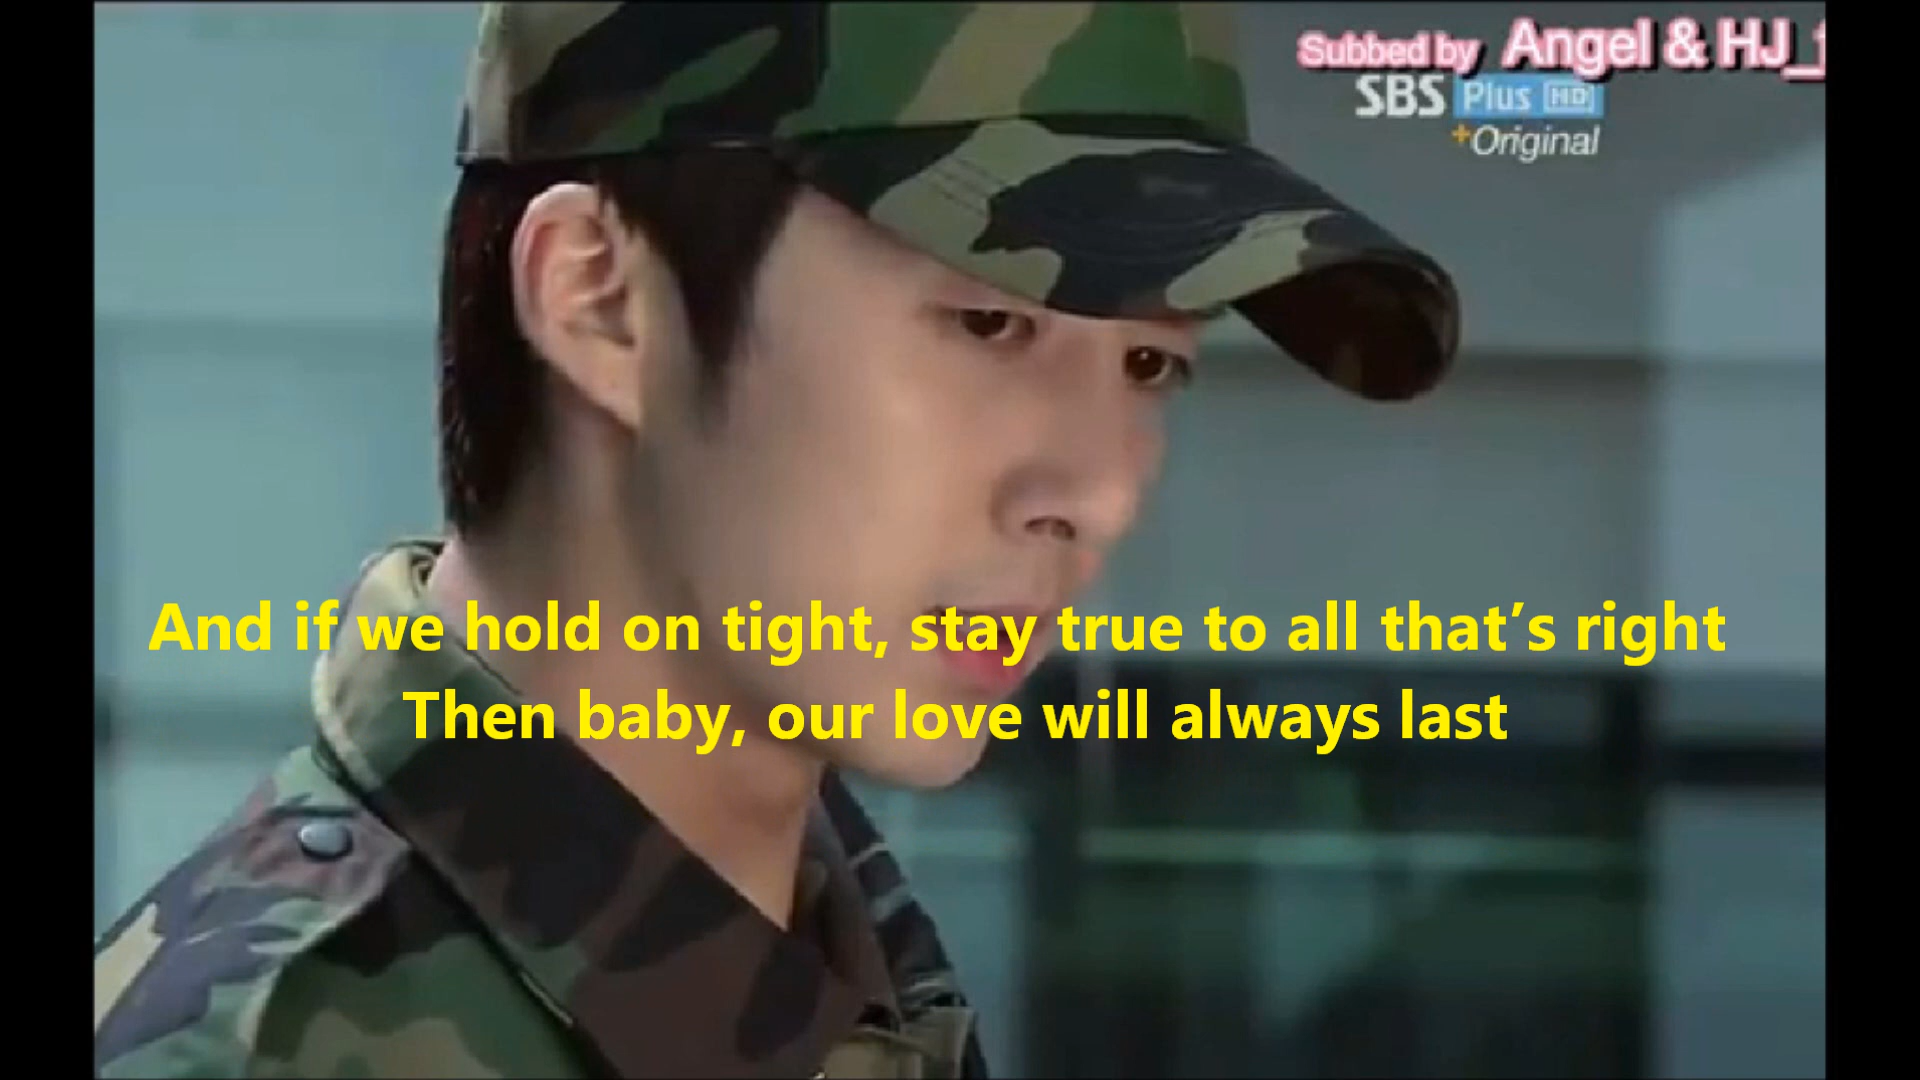 Subbed by Angel & HJ_
SBS Plus HD
+Original
And if we hold on tight, stay true to all that’s right
Then baby, our love will always last